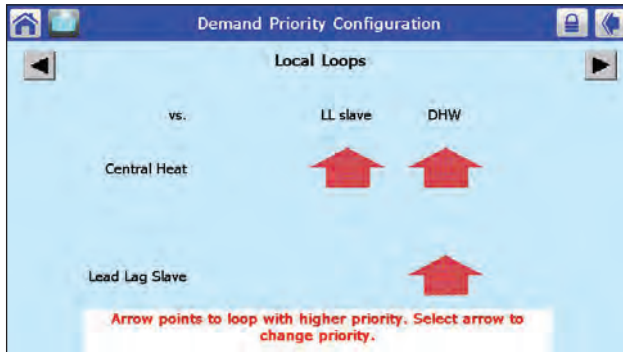 Demand Priority Configuration
Local Loops
vs. LL slave DHW
Central Heat
Lead Lag Slave
Arrow points to loop with higher priority. Select arrow to
change priority.